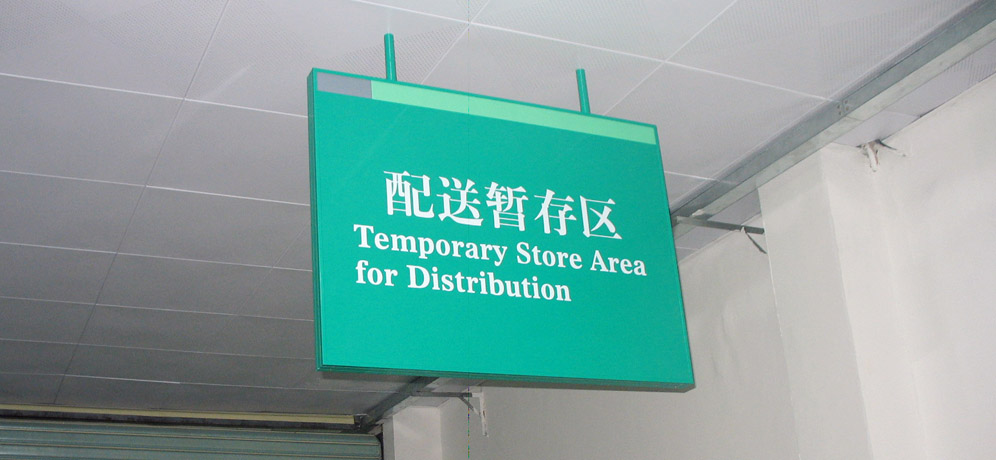 配送暂存区
Temporary Store Area
for Distribution